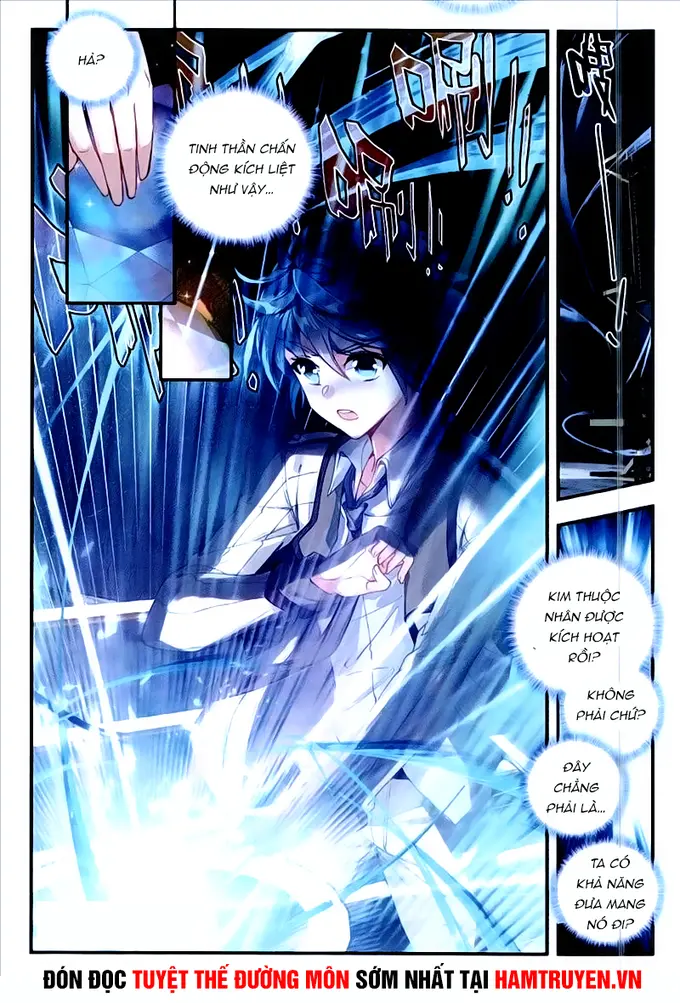 HẢ?
TINH THẦN CHẤN
ĐỘNG KÍCH LIỆT
NHƯ VẬY...
KIM THUỘC
NHÂN ĐƯỢC
KÍCH HOẠT
RỒI?
KHÔNG
PHẢI CHỨ?
ĐÂY
CHẲNG
PHẢI LÀ...
TA CÓ
KHẢ NĂNG
ĐƯA MANG
NÓ ĐI?
ĐÓN ĐỌC TUYỆT THẾ ĐƯỜNG MÔN SỚM NHẤT TẠI HAMTRUYEN.VN